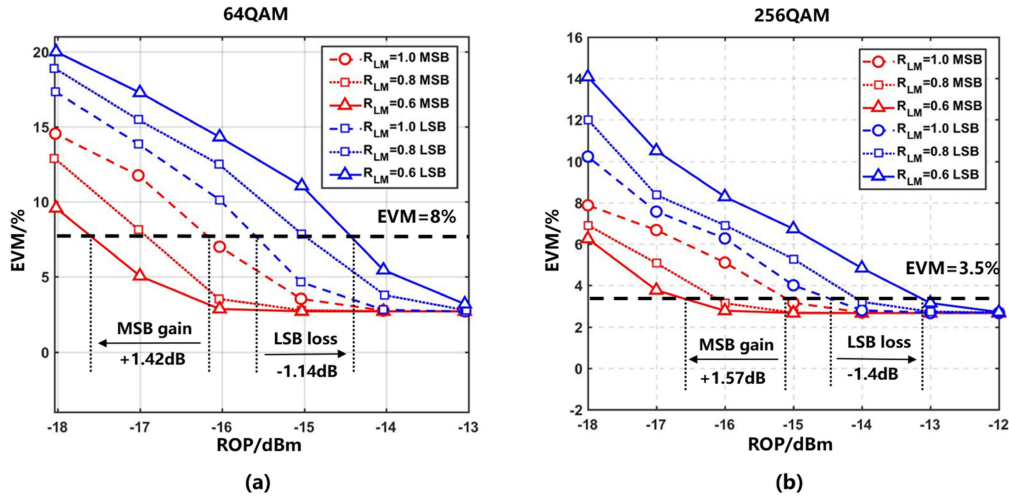 64QAM
EVM/%
20
15
10
5
0
R_LM=1.0 MSB
R_LM=0.8 MSB
R_LM=0.6 MSB
R_LM=1.0 LSB
R_LM=0.8 LSB
R_LM=0.6 LSB
EVM=8%
MSB gain
+1.42dB
LSB loss
-1.14dB
-18 -17 -16 -15 -14 -13
ROP/dBm
(a)
256QAM
EVM/%
16
14
12
10
8
6
4
2
0
-2
R_LM=1.0 MSB
R_LM=0.8 MSB
R_LM=0.6 MSB
R_LM=1.0 LSB
R_LM=0.8 LSB
R_LM=0.6 LSB
EVM=3.5%
MSB gain
+1.57dB
LSB loss
-1.4dB
-18 -17 -16 -15 -14 -13 -12
ROP/dBm
(b)